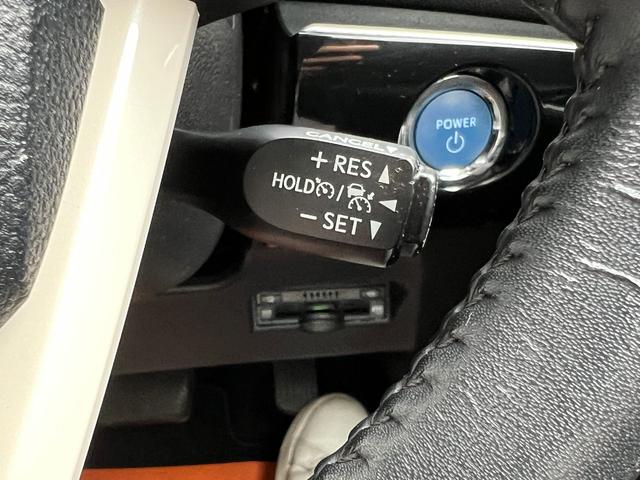 POWER
CANCEL
+ RES
HOLD /
− SET